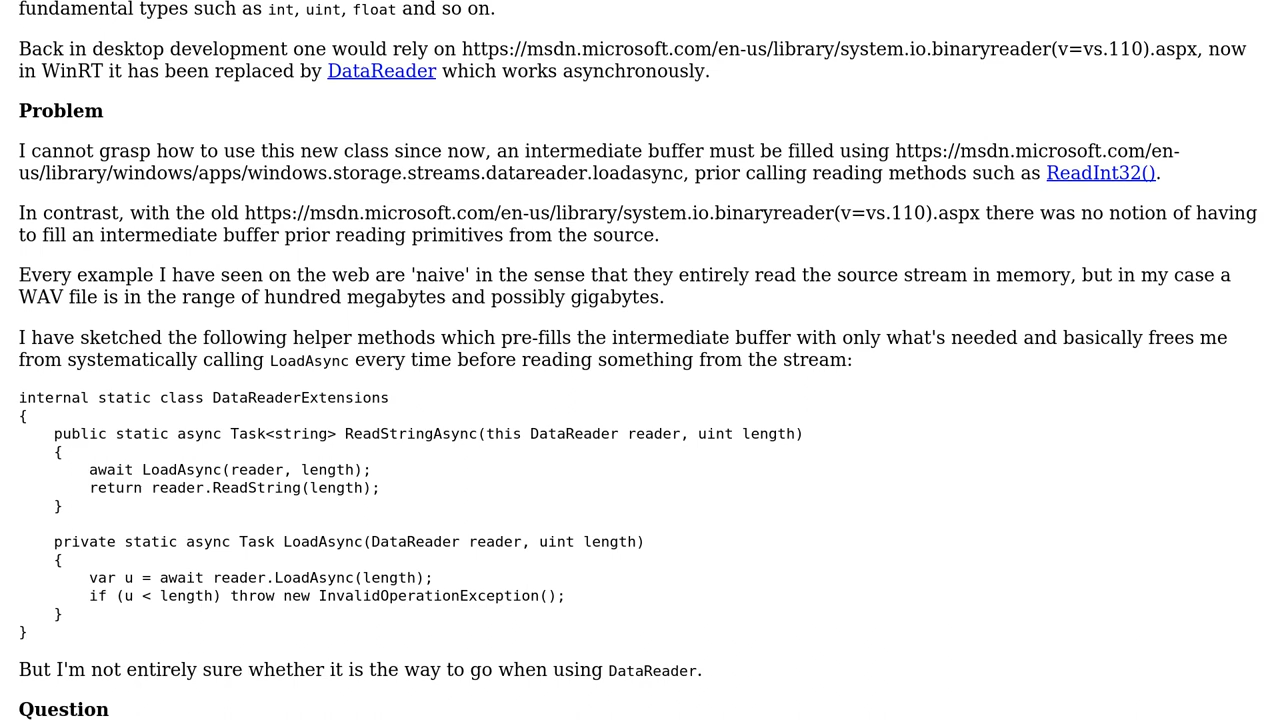 fundamental types such as int, uint, float and so on.
Back in desktop development one would rely on https://msdn.microsoft.com/en-us/library/system.io.binaryreader(v=vs.110).aspx, now
in WinRT it has been replaced by DataReader which works asynchronously.
Problem
I cannot grasp how to use this new class since now, an intermediate buffer must be filled using https://msdn.microsoft.com/en-
us/library/windows/apps/windows.storage.streams.datareader.loadasync, prior calling reading methods such as ReadInt32().
In contrast, with the old https://msdn.microsoft.com/en-us/library/system.io.binaryreader(v=vs.110).aspx there was no notion of having
to fill an intermediate buffer prior reading primitives from the source.
Every example I have seen on the web are 'naive' in the sense that they entirely read the source stream in memory, but in my case a
WAV file is in the range of hundred megabytes and possibly gigabytes.
I have sketched the following helper methods which pre-fills the intermediate buffer with only what's needed and basically frees me
from systematically calling LoadAsync every time before reading something from the stream:
internal static class DataReaderExtensions
{
    public static async Task<string> ReadStringAsync(this DataReader reader, uint length)
    {
        await LoadAsync(reader, length);
        return reader.ReadString(length);
    }
    private static async Task LoadAsync(DataReader reader, uint length)
    {
        var u = await reader.LoadAsync(length);
        if (u < length) throw new InvalidOperationException();
    }
}
But I'm not entirely sure whether it is the way to go when using DataReader.
Question